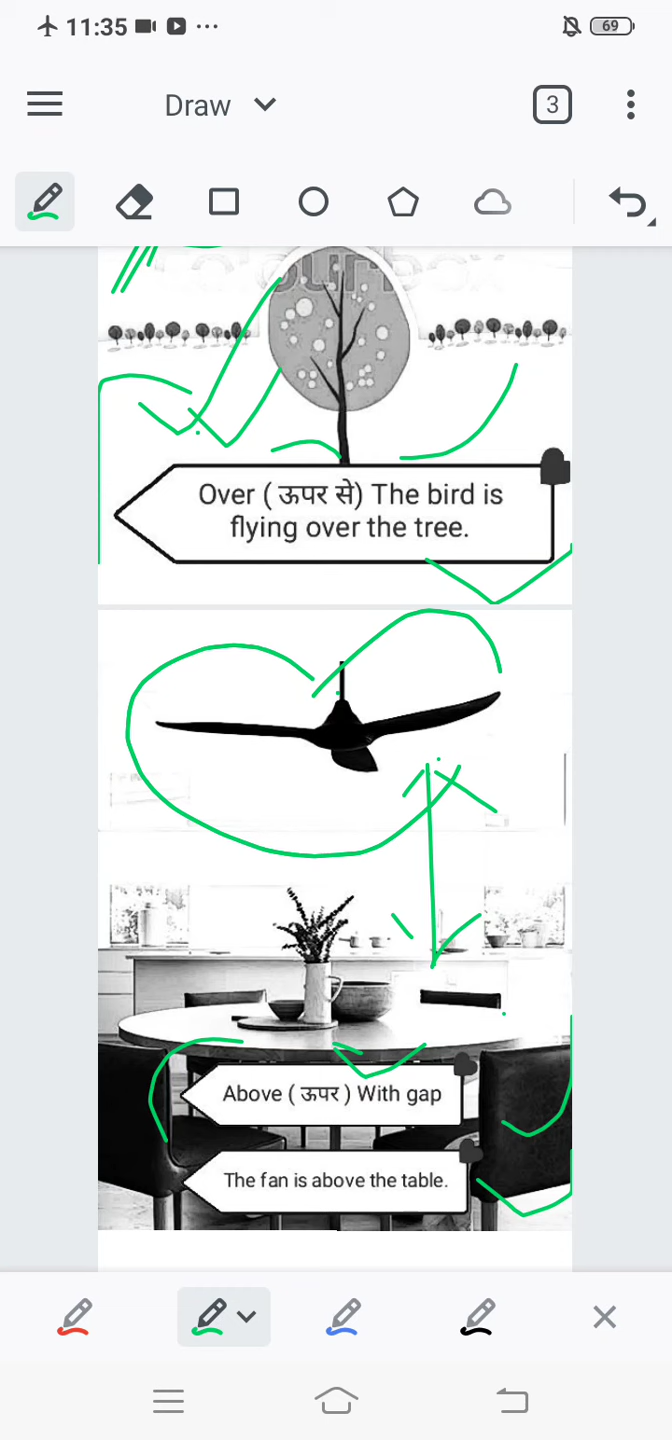 11:35
69
Draw
3
Over ( ऊपर से) The bird is
flying over the tree.
Above ( ऊपर ) With gap
The fan is above the table.